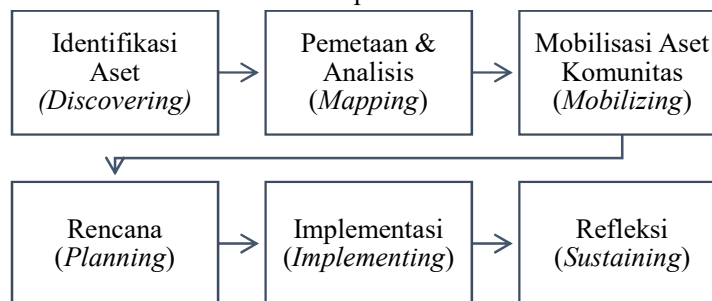 Identifikasi
Aset
(Discovering)
Pemetaan &
Analisis
(Mapping)
Mobilisasi Aset
Komunitas
(Mobilizing)
Rencana
(Planning)
Implementasi
(Implementing)
Refleksi
(Sustaining)